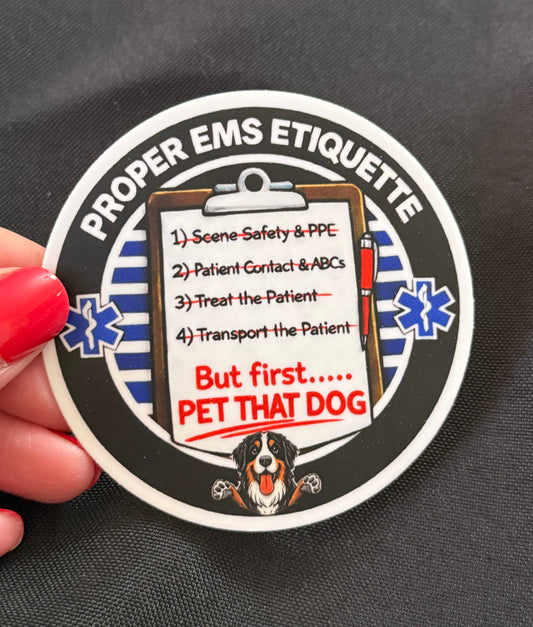 PROPER EMS ETIQUETTE
1) Scene Safety & PPE
2) Patient Contact & ABCs
3) Treat the Patient
4) Transport the Patient
But first.....
PET THAT DOG